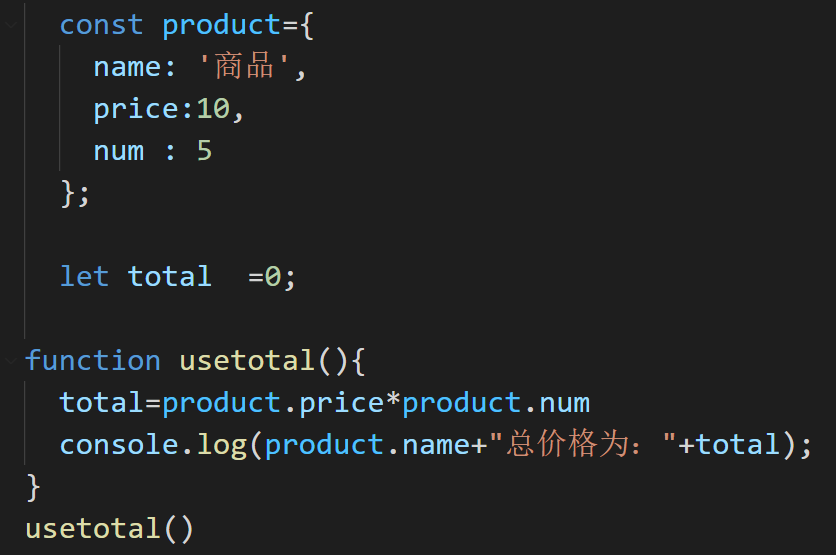 const product={
name: '商品',
price:10,
num : 5
};
let total  =0;
function usetotal(){
total=product.price*product.num
console.log(product.name+"总价格为: "+total);
}
usetotal()